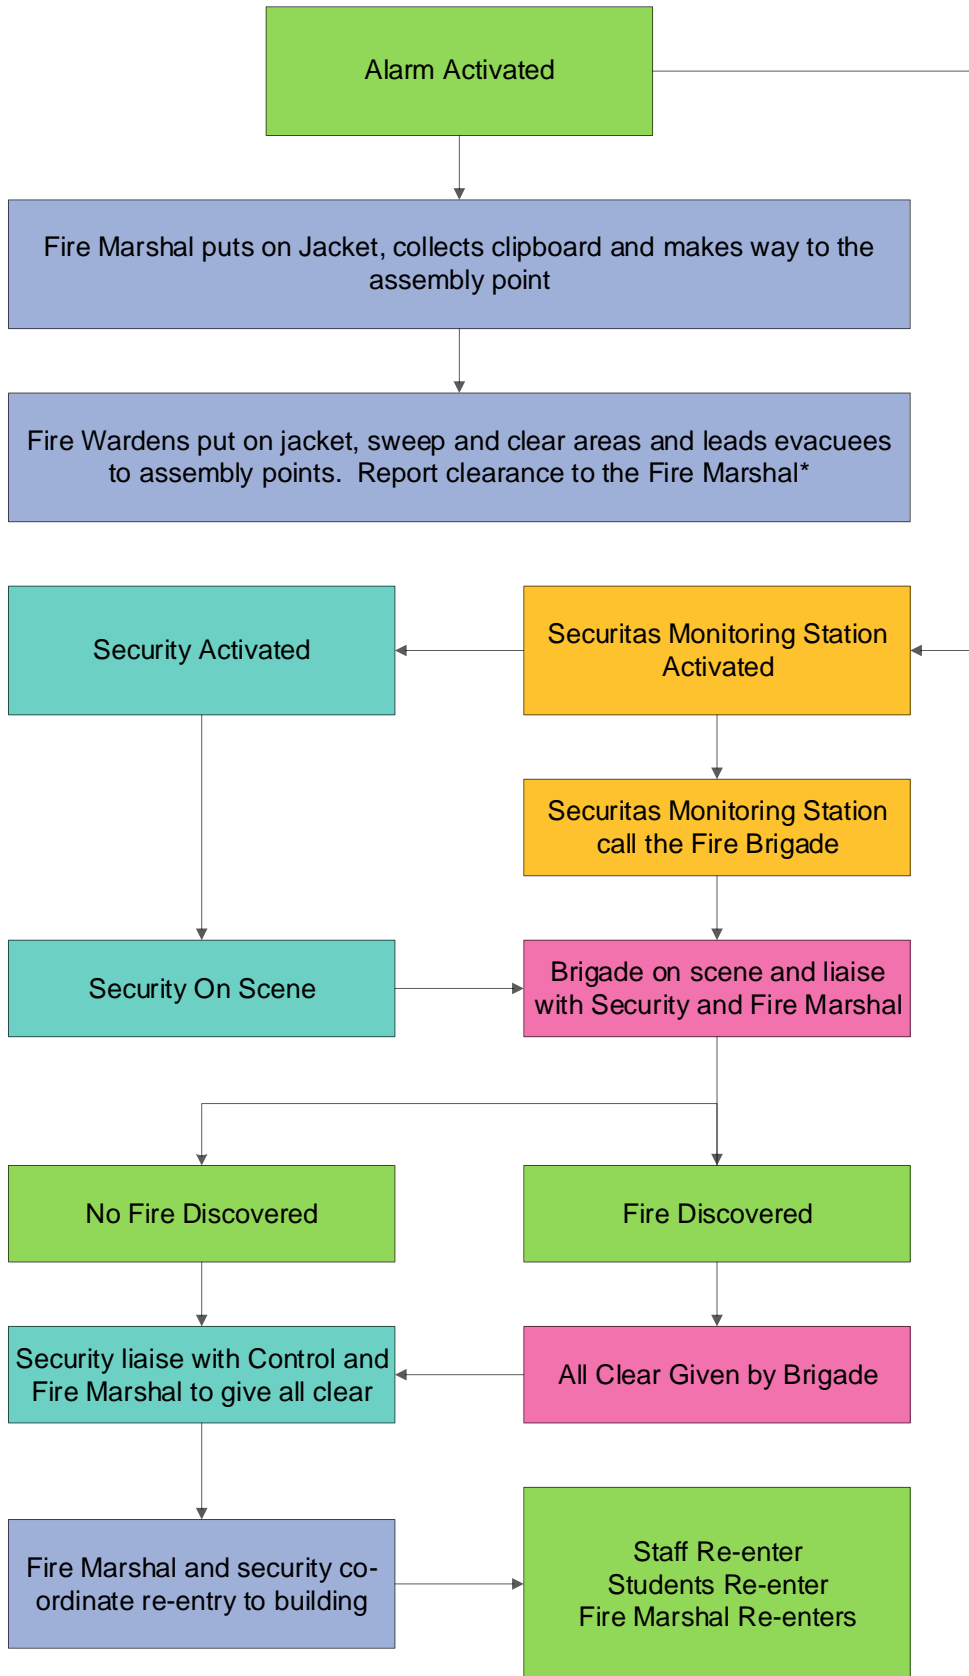 Alarm Activated
Fire Marshal puts on Jacket, collects clipboard and makes way to the
assembly point
Fire Wardens put on jacket, sweep and clear areas and leads evacuees
to assembly points.  Report clearance to the Fire Marshal*
Security Activated
Securitas Monitoring Station
Activated
Securitas Monitoring Station
call the Fire Brigade
Security On Scene
Brigade on scene and liaise
with Security and Fire Marshal
No Fire Discovered
Fire Discovered
Security liaise with Control and
Fire Marshal to give all clear
All Clear Given by Brigade
Fire Marshal and security co-
ordinate re-entry to building
Staff Re-enter
Students Re-enter
Fire Marshal Re-enters